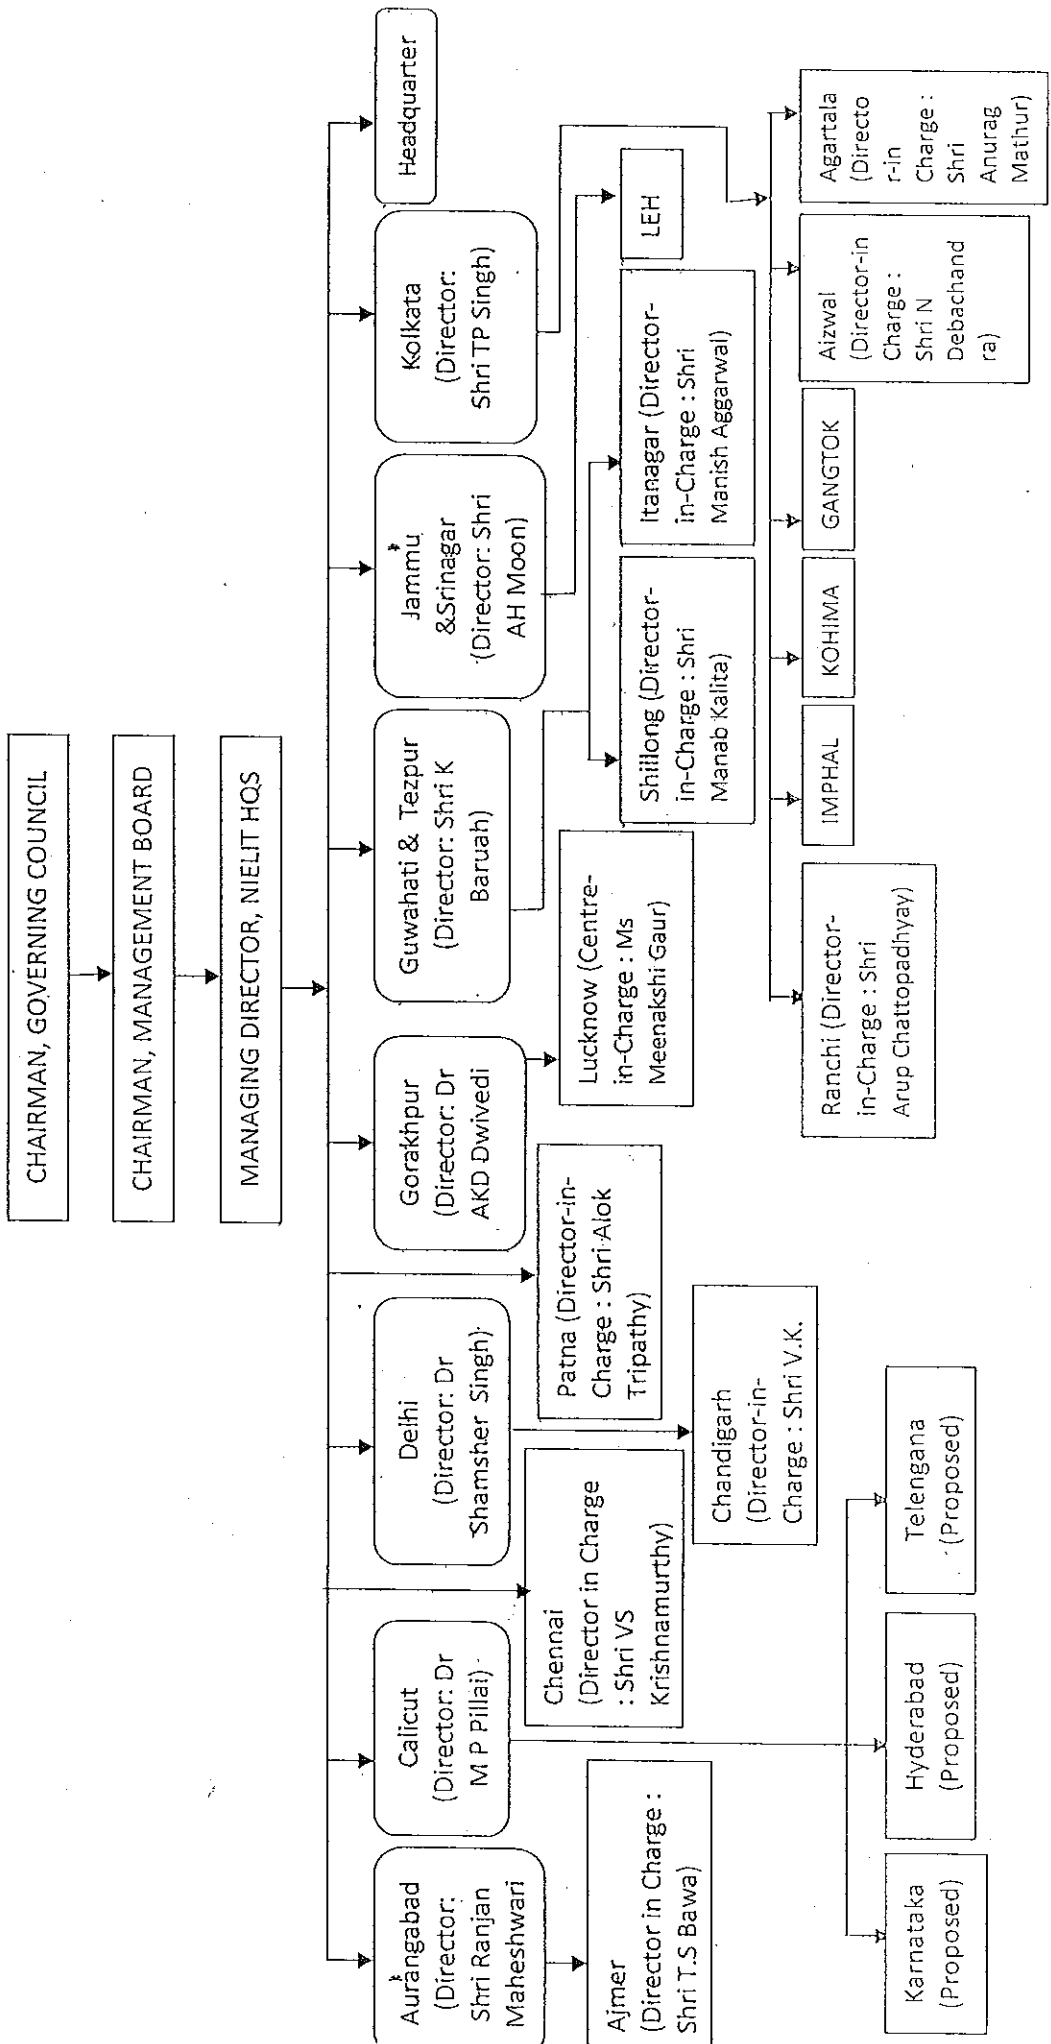 CHAIRMAN, GOVERNING COUNCIL
CHAIRMAN, MANAGEMENT BOARD
MANAGING DIRECTOR, NIELIT HQS
Aurangabad
(Director:
Shri Ranjan
Maheshwari
Calicut
(Director: Dr
M P Pillai)
Delhi
(Director: Dr
Shamsher Singh)
Gorakhpur
(Director: Dr
AKD Dwivedi
Guwahati & Tezpur
(Director: Shri K
Baruah)
Jammu
&Srinagar
(Director: Shri
AH Moon)
Kolkata
(Director:
Shri TP Singh)
Headquarter
Ajmer
(Director in Charge :
Shri T.S Bawa)
Chennai
(Director in Charge
: Shri VS
Krishnamurthy)
Patna (Director-in-
Charge : Shri Alok
Tripathy)
Lucknow (Centre-
in-Charge : Ms
Meenakshi Gaur)
Shillong (Director-
in-Charge : Shri
Manab Kalita)
Itanagar (Director-
in-Charge : Shri
Manish Aggarwal)
LEH
Chandigarh
(Director-in-
Charge : Shri V.K.
Karnataka
(Proposed)
Hyderabad
(Proposed)
Telengana
(Proposed)
Ranchi (Director-
in-Charge : Shri
Arup Chattopadhyay)
IMPHAL
KOHIMA
GANGTOK
Aizwal
(Director-in
Charge :
Shri N
Debachand
ra)
Agartala
(Directo
r-in
Charge :
Shri
Anurag
Mathur)